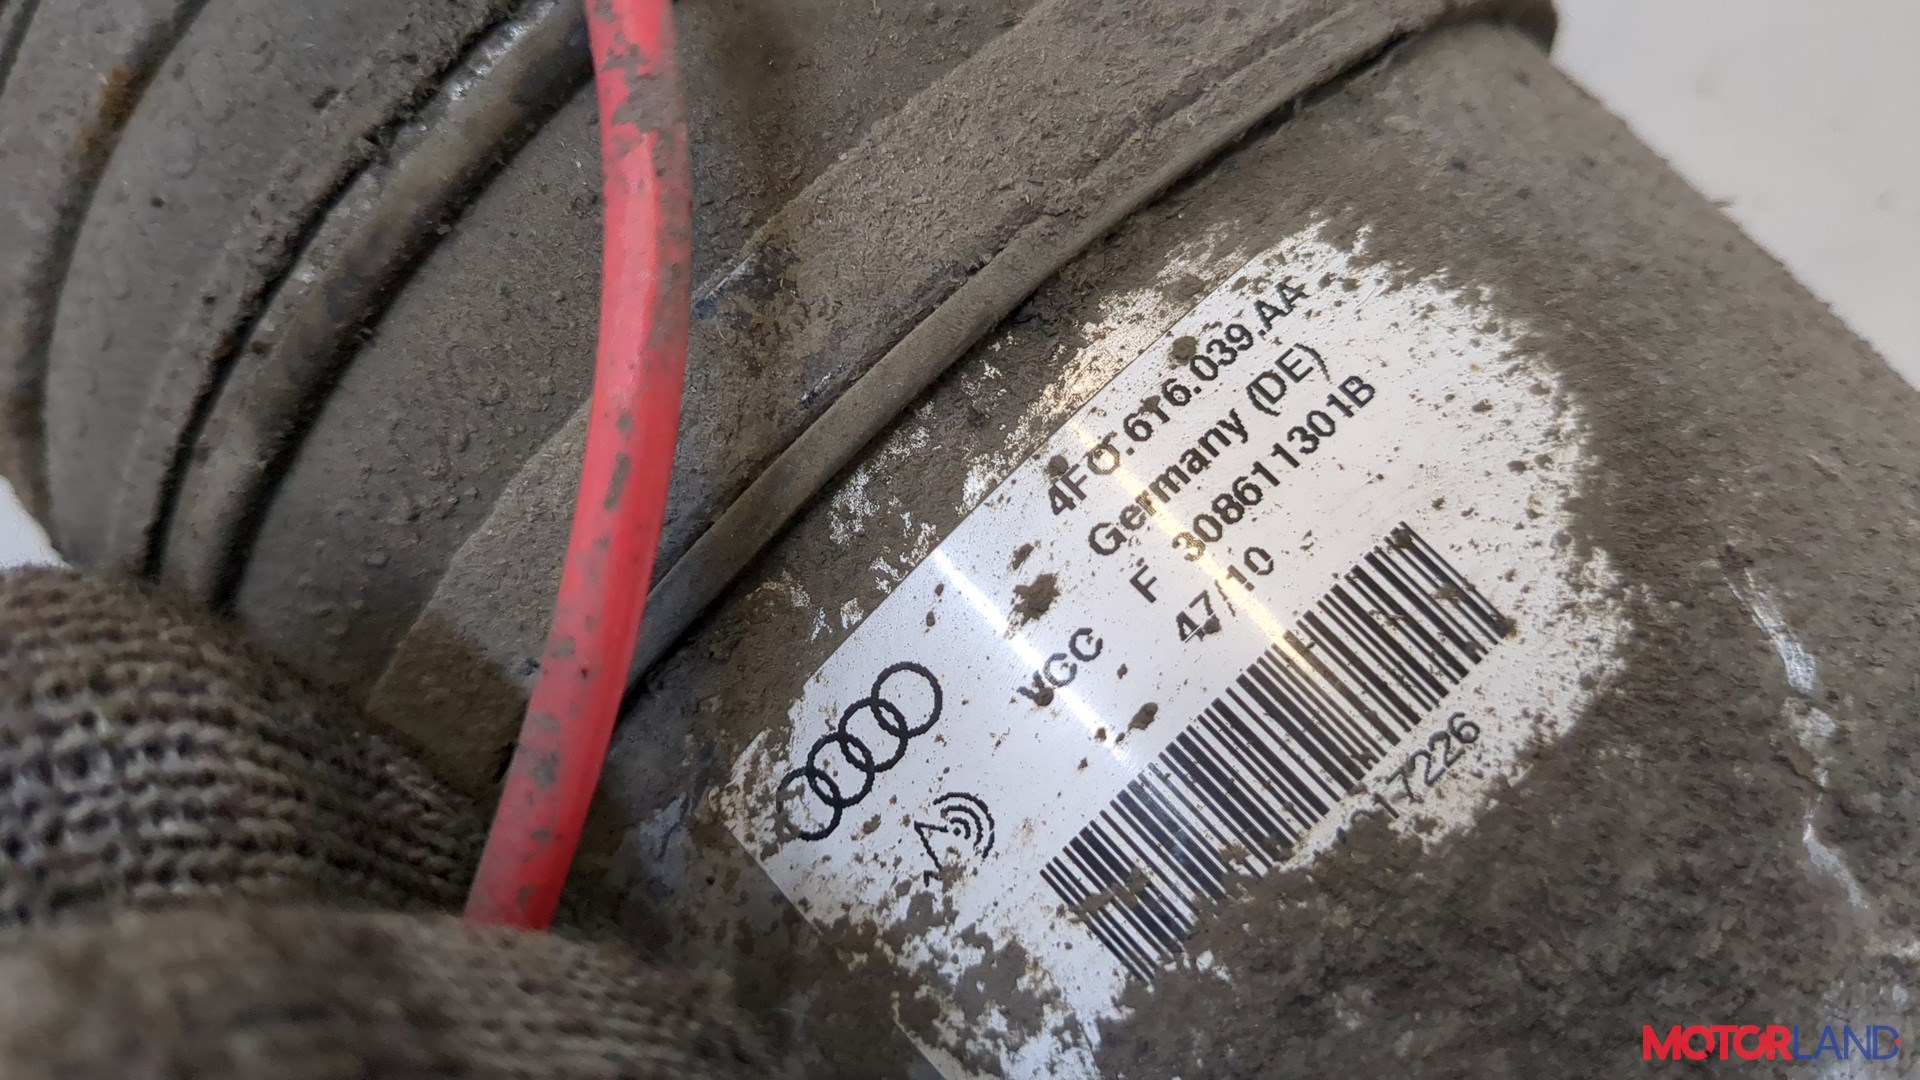 4F0.616.039.AA
Germany (DE)
F 308611301B
VCC 47/10
17226
MOTORLAND